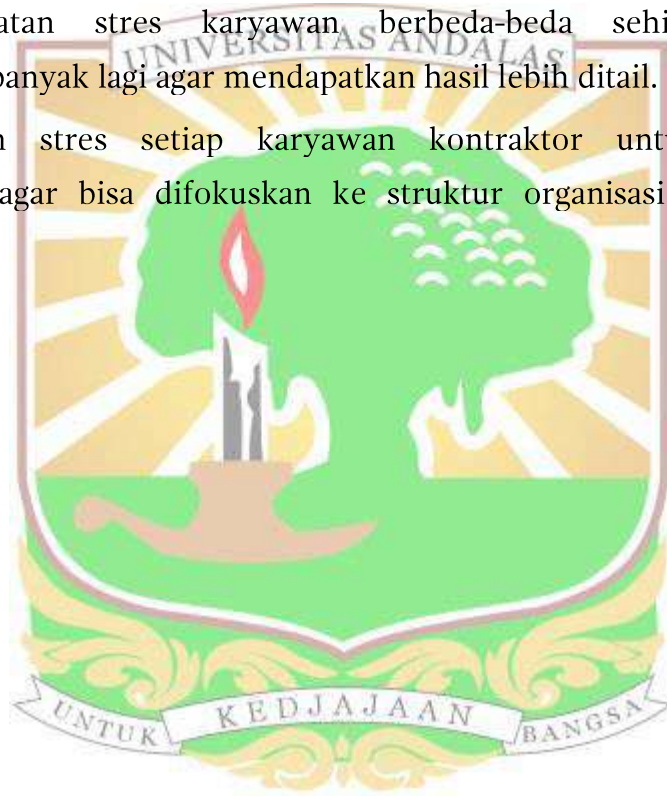 atan stres karyawan berbeda-beda sehi
UNIVERSITAS ANDALAS
banyak lagi agar mendapatkan hasil lebih ditail.
n stres setiap karyawan kontraktor untu
agar bisa difokuskan ke struktur organisasi
UNTUK KEDJAJAAN BANGSA